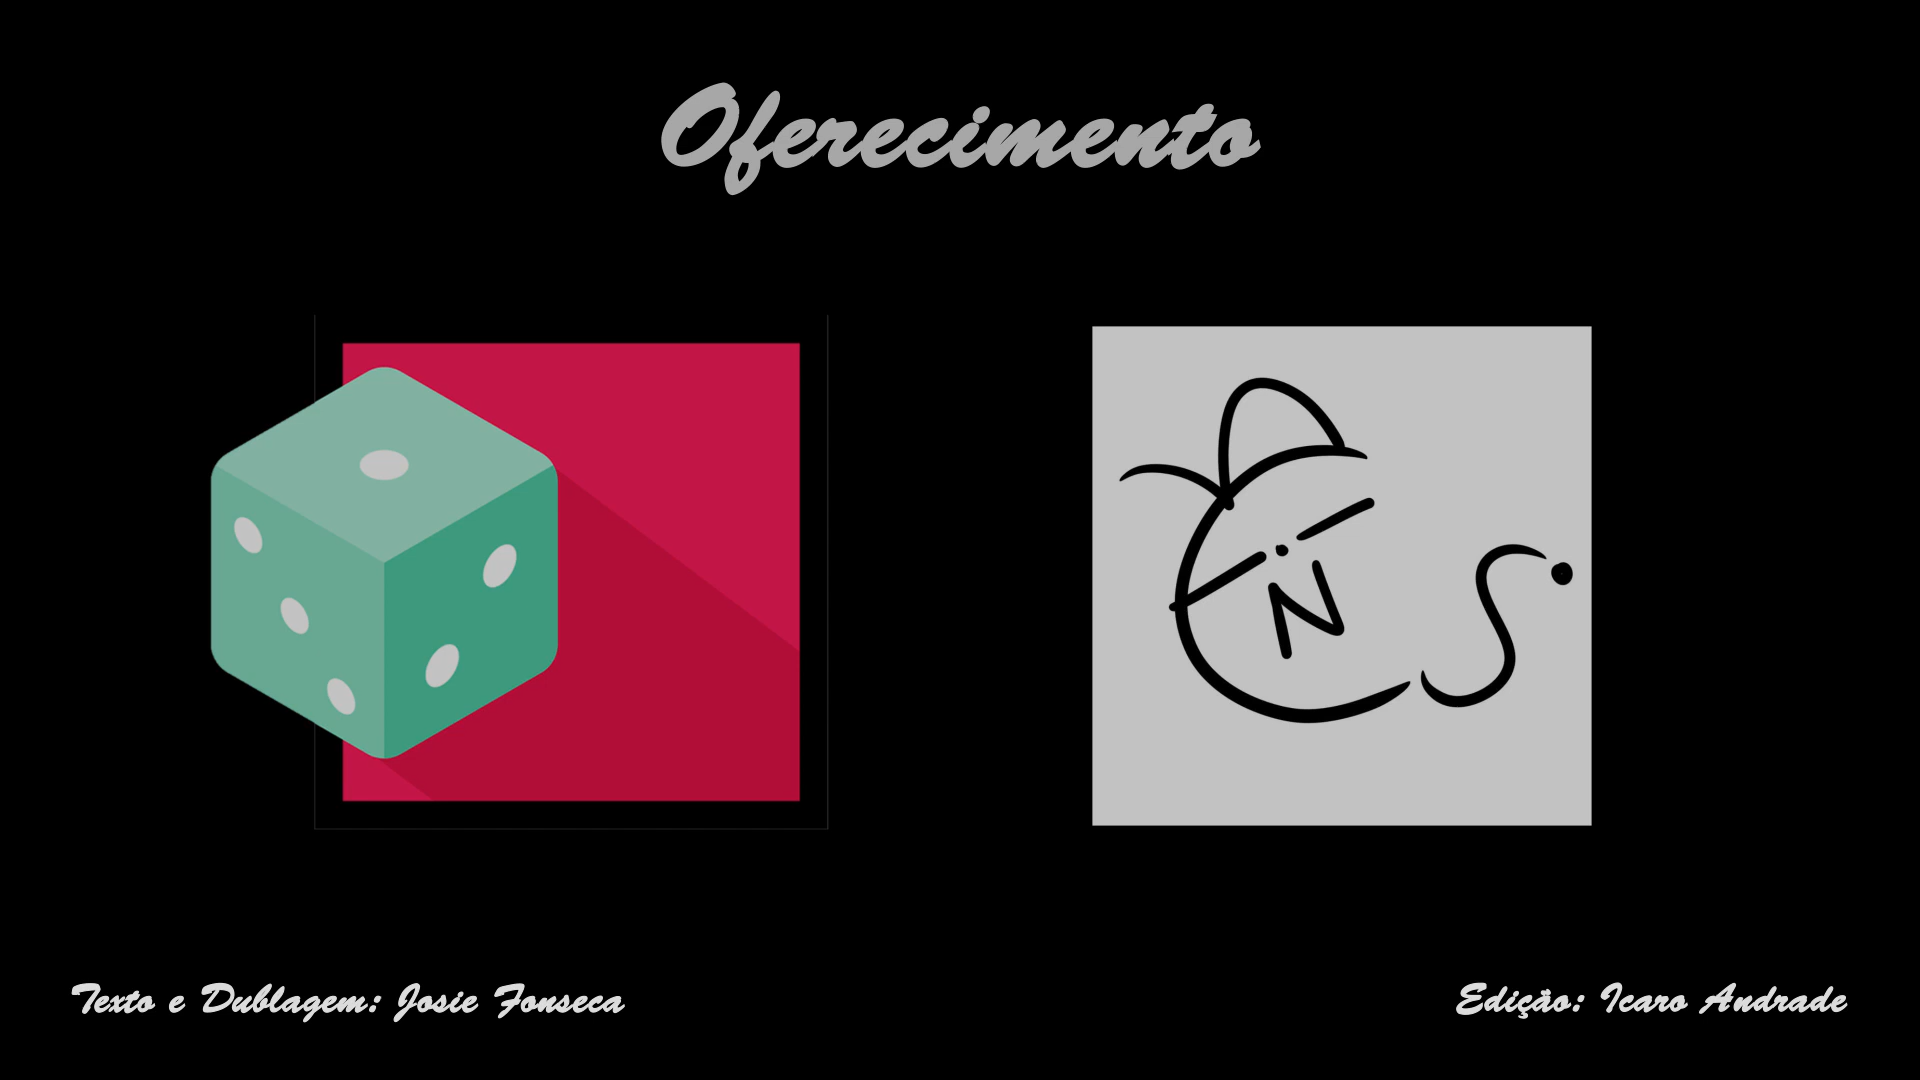 Oferecimento
N
S
Texto e Dublagem: Josie Fonseca
Edição: Icaro Andrade